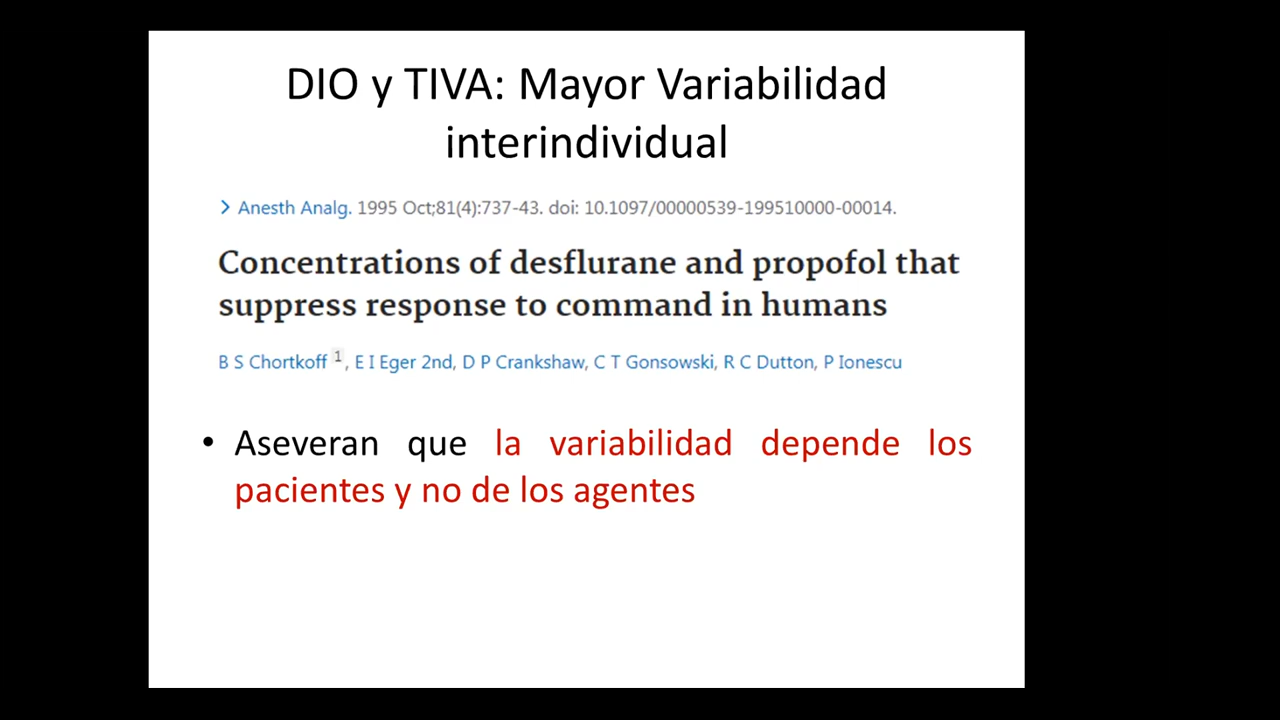 DIO y TIVA: Mayor Variabilidad
interindividual
> Anesth Analg. 1995 Oct;81(4):737-43. doi: 10.1097/00000539-199510000-00014.
Concentrations of desflurane and propofol that
suppress response to command in humans
B S Chortkoff 1, E I Eger 2nd, D P Crankshaw, C T Gonsowski, R C Dutton, P Ionescu
• Aseveran que la variabilidad depende los
pacientes y no de los agentes